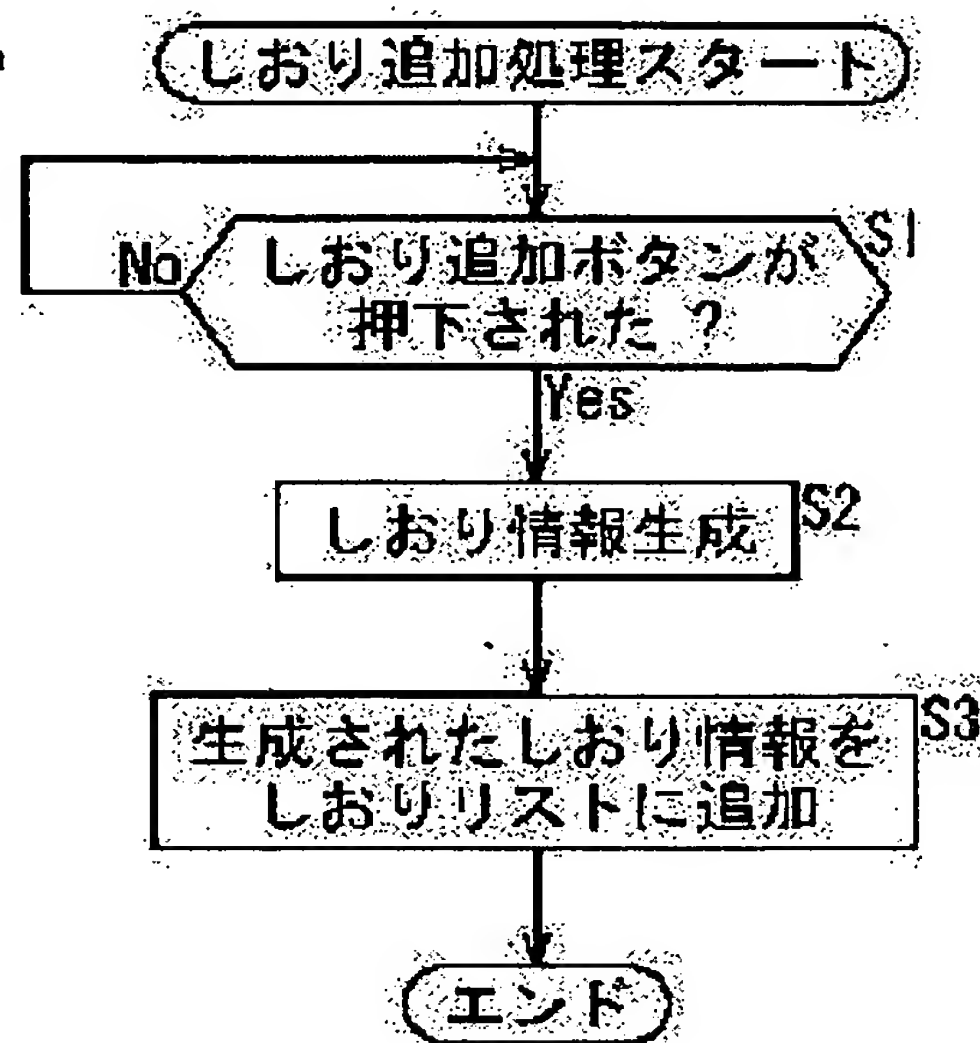 しおり追加処理スタート
No
しおり追加ボタンが
押下された?
S1
Yes
しおり情報生成
S2
生成されたしおり情報を
しおりリストに追加
S3
エンド